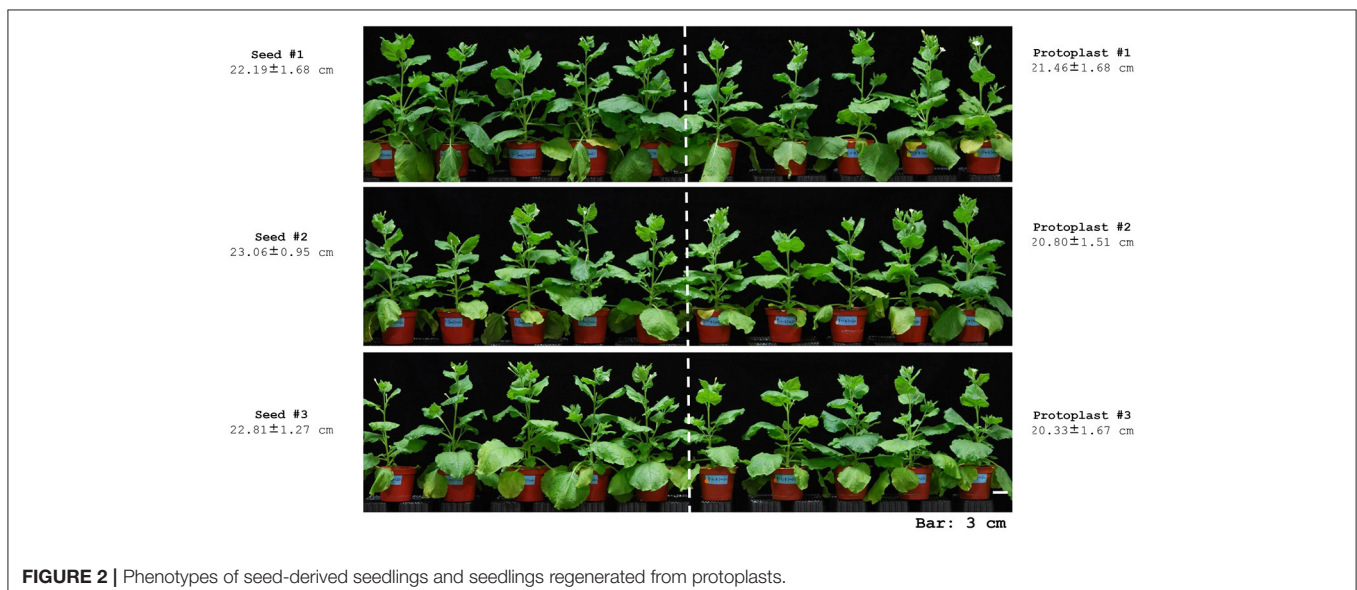 Seed #1
22.19±1.68 cm
Protoplast #1
21.46±1.68 cm
Seed #2
23.06±0.95 cm
Protoplast #2
20.80±1.51 cm
Seed #3
22.81±1.27 cm
Protoplast #3
20.33±1.67 cm
Bar: 3 cm
FIGURE 2 | Phenotypes of seed-derived seedlings and seedlings regenerated from protoplasts.